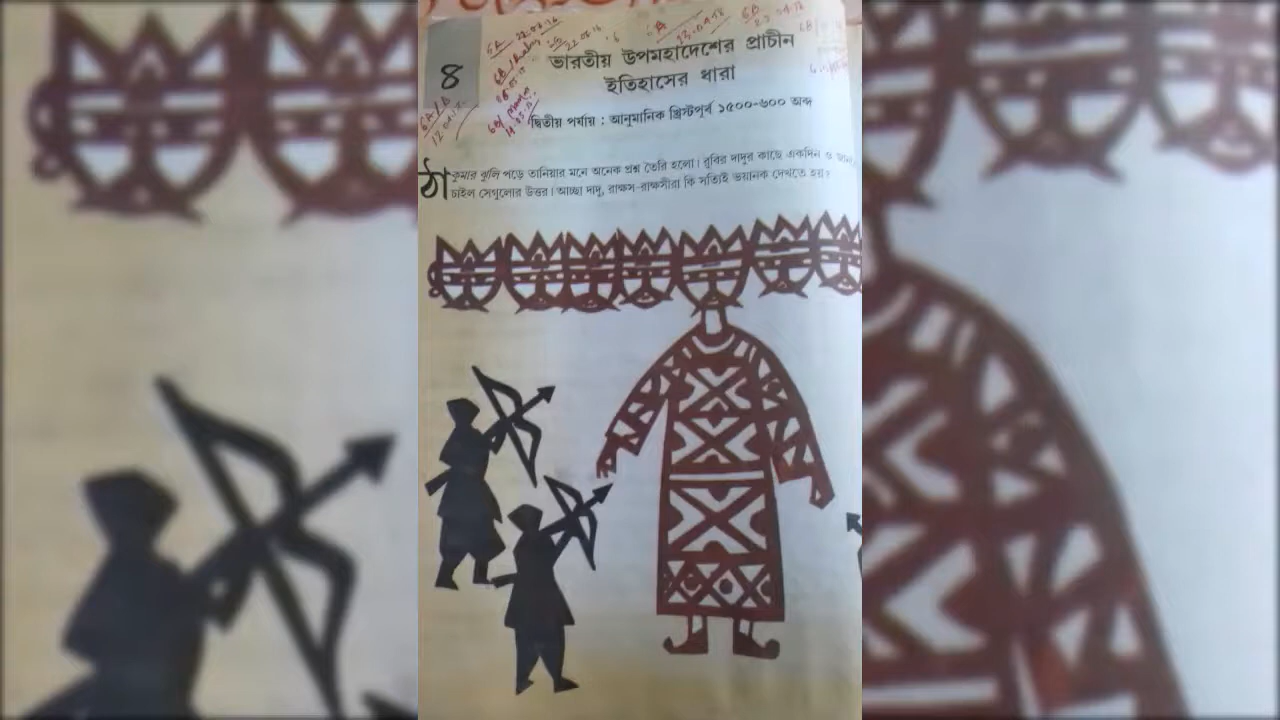 ৪
ভারতীয় উপমহাদেশের প্রাচীন
ইতিহাসের ধারা
দ্বিতীয় পর্যায় : আনুমানিক খ্রিস্টপূর্ব ১৫০০-৬০০ অব্দ
ঠাকুমার ঝুলি পড়ে তানিয়ার মনে অনেক প্রশ্ন তৈরি হলো। রুবির দাদুর কাছে একদিন ও
চাইল সেগুলোর উত্তর। আচ্ছা দাদু, রাক্ষস-রাক্ষসীরা কি সত্যিই ভয়ানক দেখতে হয়?